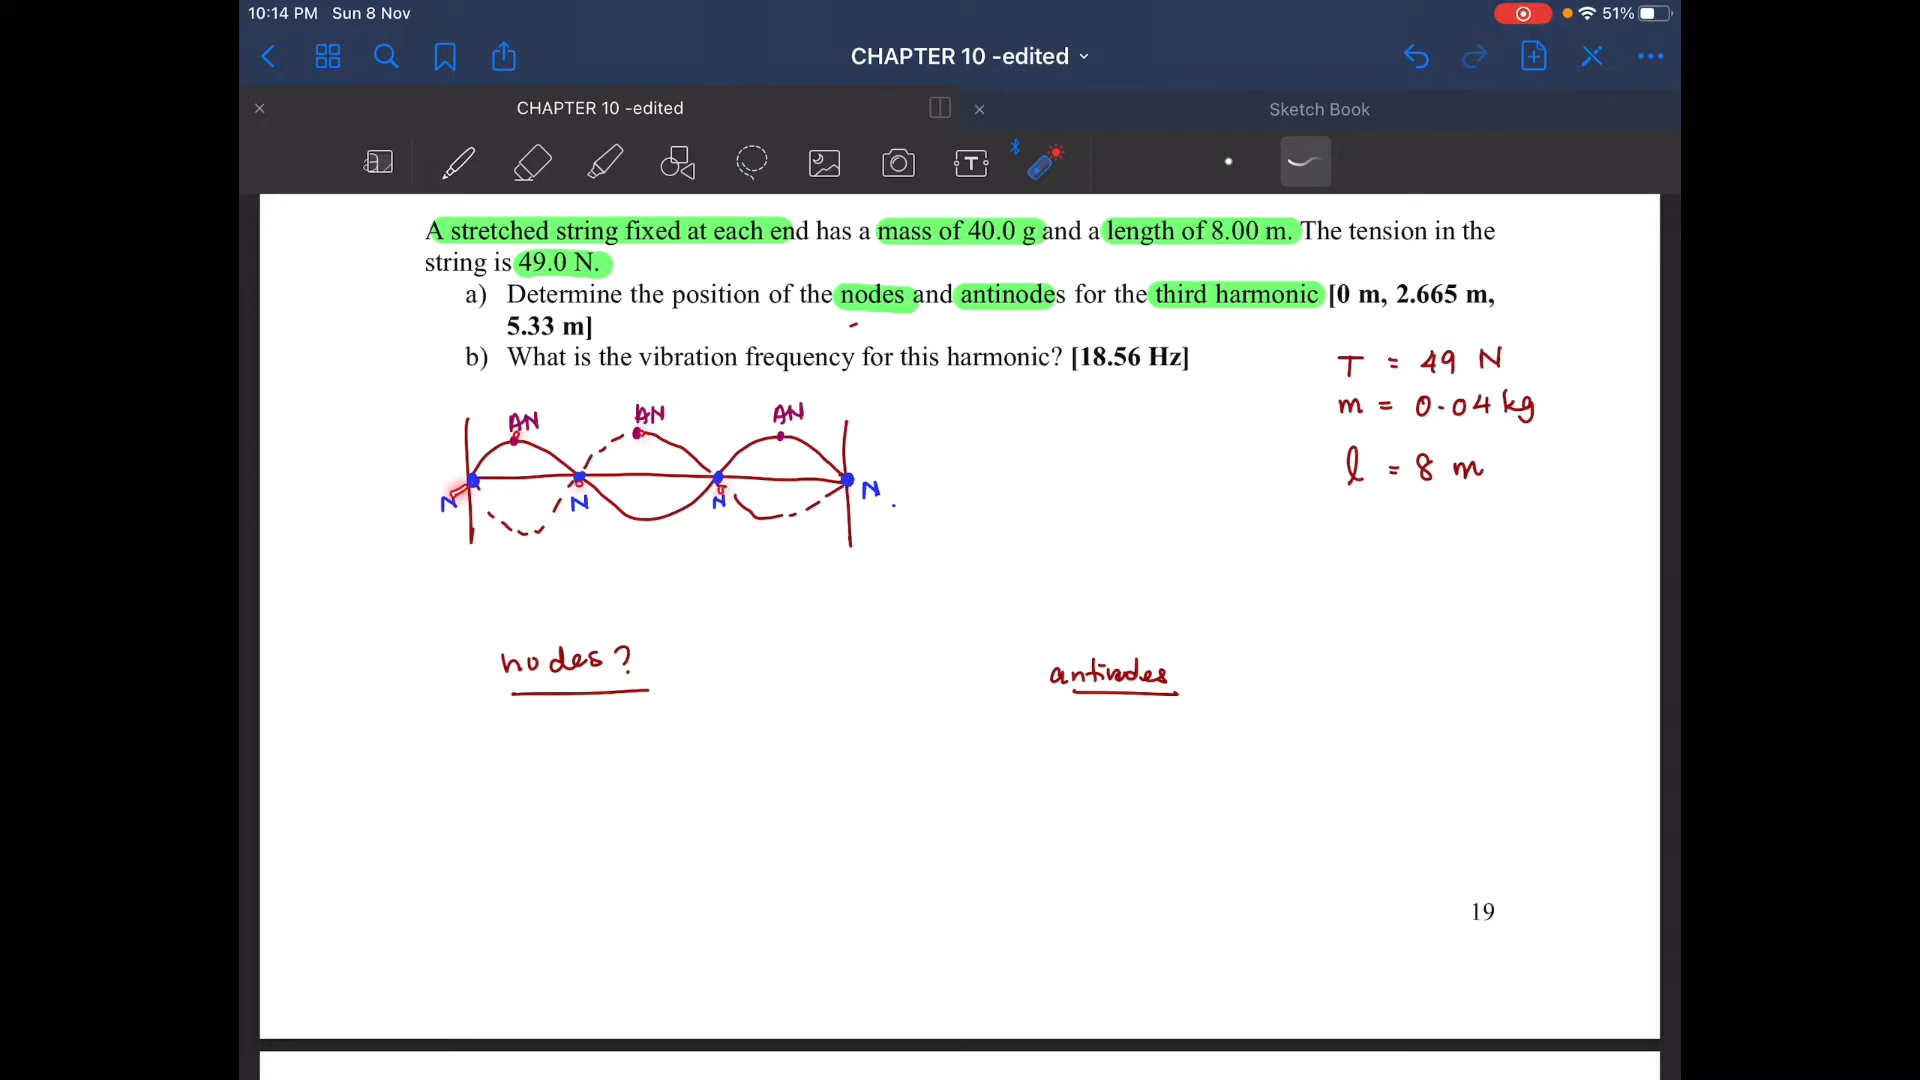 10:14 PM Sun 8 Nov 51%
CHAPTER 10 -edited
CHAPTER 10 -edited
Sketch Book
T
A stretched string fixed at each end has a mass of 40.0 g and a length of 8.00 m. The tension in the
string is 49.0 N.
a) Determine the position of the nodes and antinodes for the third harmonic [0 m, 2.665 m,
5.33 m]
b) What is the vibration frequency for this harmonic? [18.56 Hz]
T = 49 N
m = 0.04 kg
l = 8 m
AN AN AN
N N N N
nodes?
antinodes
19